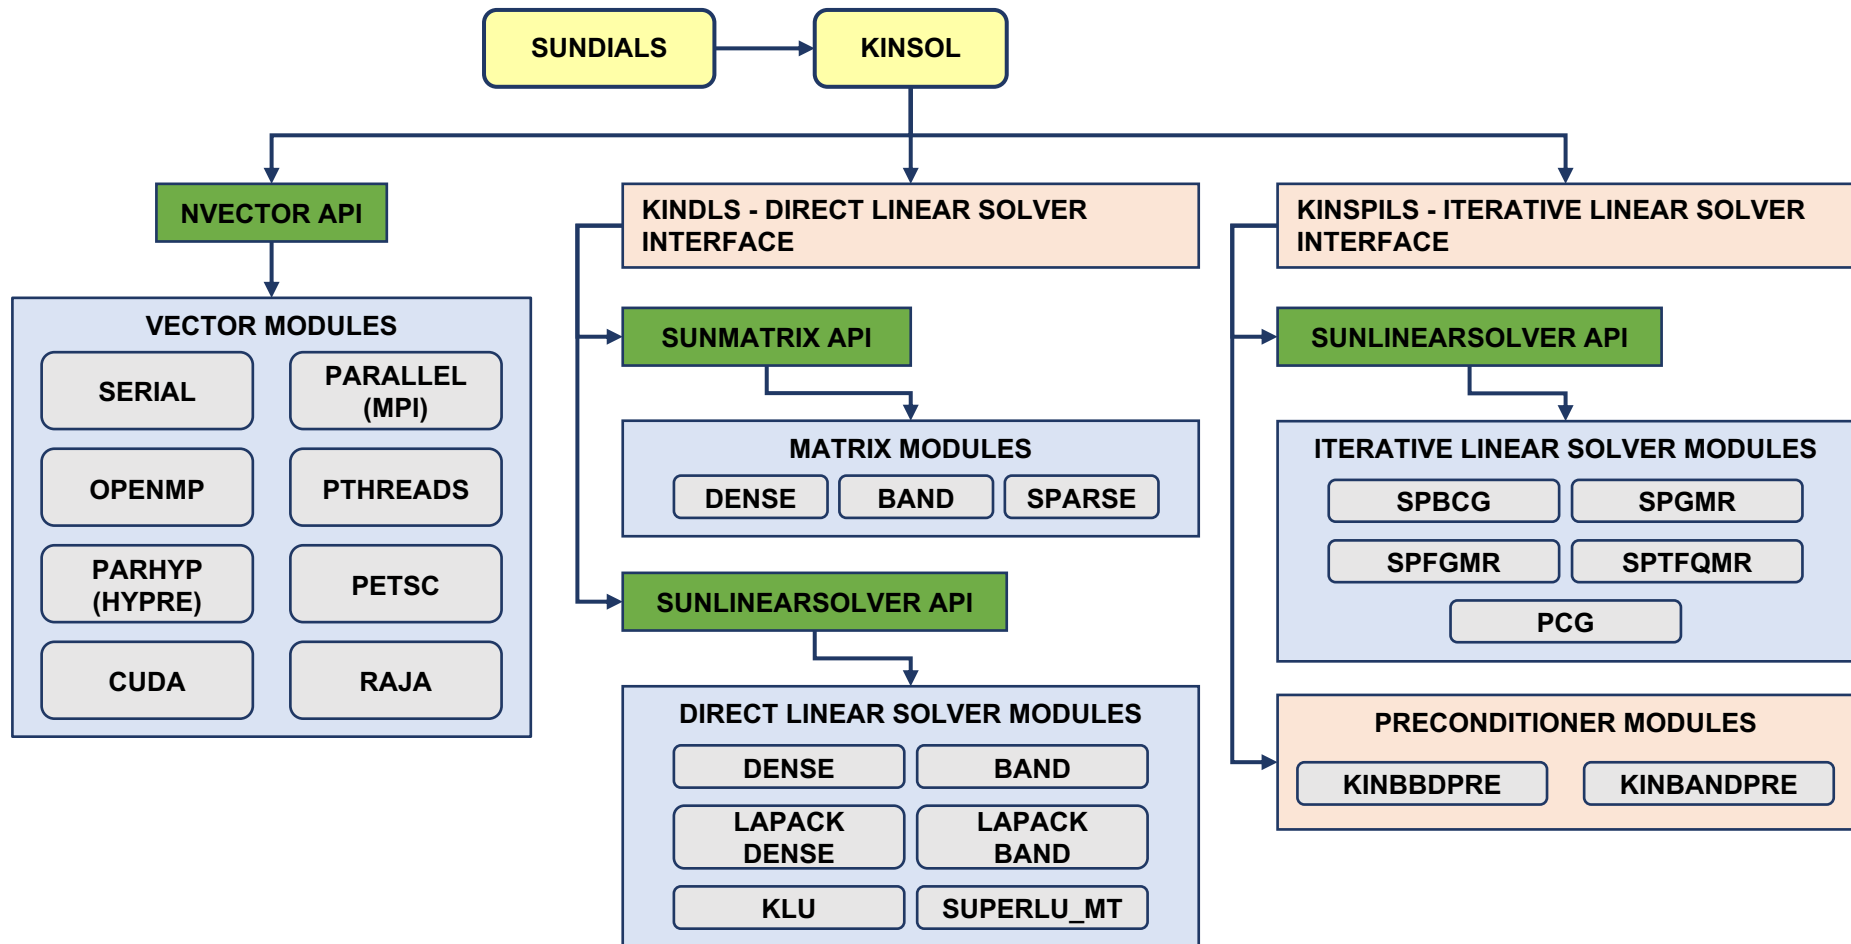 SUNDIALS
KINSOL
NVECTOR API
VECTOR MODULES
SERIAL
PARALLEL
(MPI)
OPENMP
PTHREADS
PARHYP
(HYPRE)
PETSC
CUDA
RAJA
KINDLS - DIRECT LINEAR SOLVER
INTERFACE
SUNMATRIX API
MATRIX MODULES
DENSE
BAND
SPARSE
SUNLINEARSOLVER API
DIRECT LINEAR SOLVER MODULES
DENSE
BAND
LAPACK
DENSE
LAPACK
BAND
KLU
SUPERLU_MT
KINSPILS - ITERATIVE LINEAR SOLVER
INTERFACE
SUNLINEARSOLVER API
ITERATIVE LINEAR SOLVER MODULES
SPBCG
SPGMR
SPFGMR
SPTFQMR
PCG
PRECONDITIONER MODULES
KINBBDPRE
KINBANDPRE